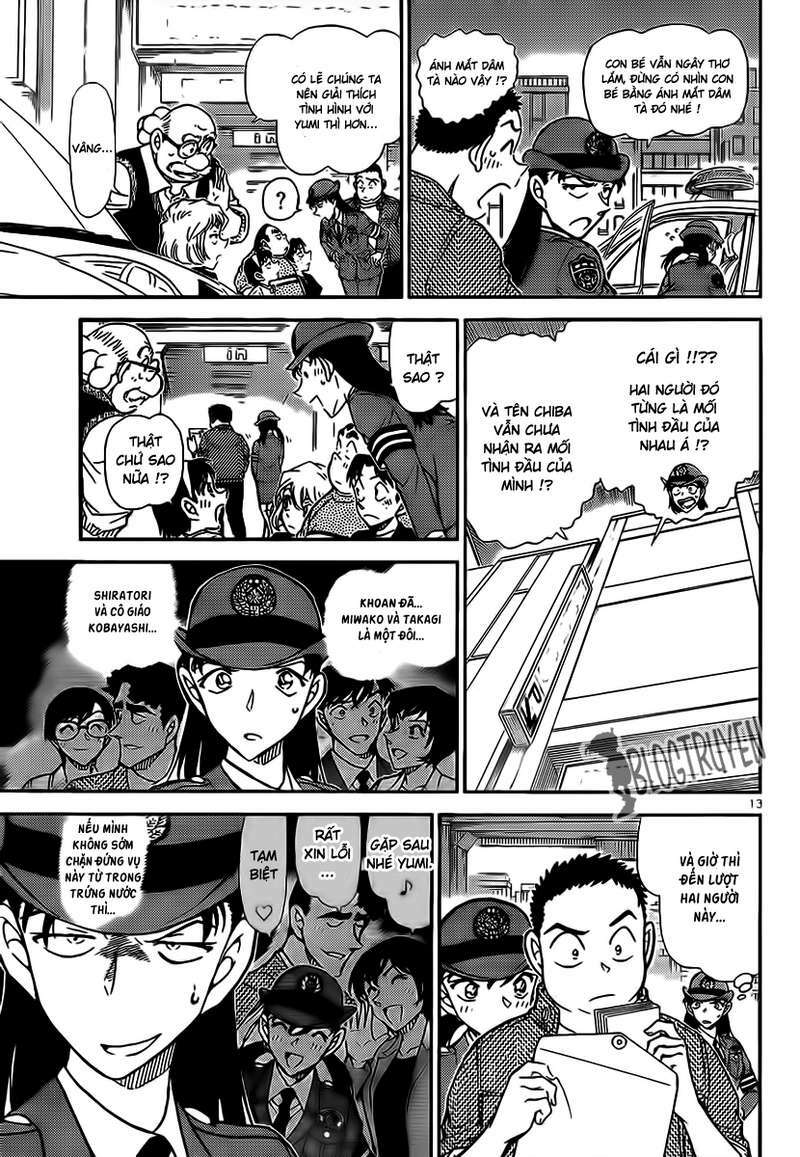 CON BÉ VẪN NGÂY THƠ
LẮM, ĐỪNG CÓ NHÌN CON
BÉ BẰNG ÁNH MẮT DÂM
TÀ ĐÓ NHÉ !
ÁNH MẮT DÂM
TÀ NÀO VẬY !?
CÓ LẼ CHÚNG TA
NÊN GIẢI THÍCH
TÌNH HÌNH VỚI
YUMI THÌ HƠN...
?
VÂNG...
in
CÁI GÌ !!??
HAI NGƯỜI ĐÓ
TỪNG LÀ MỐI
TÌNH ĐẦU CỦA
NHAU Á !?
VÀ TÊN CHIBA
VẪN CHƯA
NHẬN RA MỐI
TÌNH ĐẦU CỦA
MÌNH !?
THẬT
SAO ?
THẬT
CHỨ SAO
NỮA !?
in
KHOAN ĐÃ...
MIWAKO VÀ TAKAGI
LÀ MỘT ĐÔI...
SHIRATORI
VÀ CÔ GIÁO
KOBAYASHI...
BLOGTRUYEN
13
VÀ GIỜ THÌ
ĐẾN LƯỢT
HAI NGƯỜI
NÀY...
GẶP SAU
NHÉ YUMI.
RẤT
XIN LỖI
...
TẠM
BIỆT
NẾU MÌNH
KHÔNG SỚM
CHẶN ĐỨNG VỤ
NÀY TỪ TRONG
TRỨNG NƯỚC
THÌ...